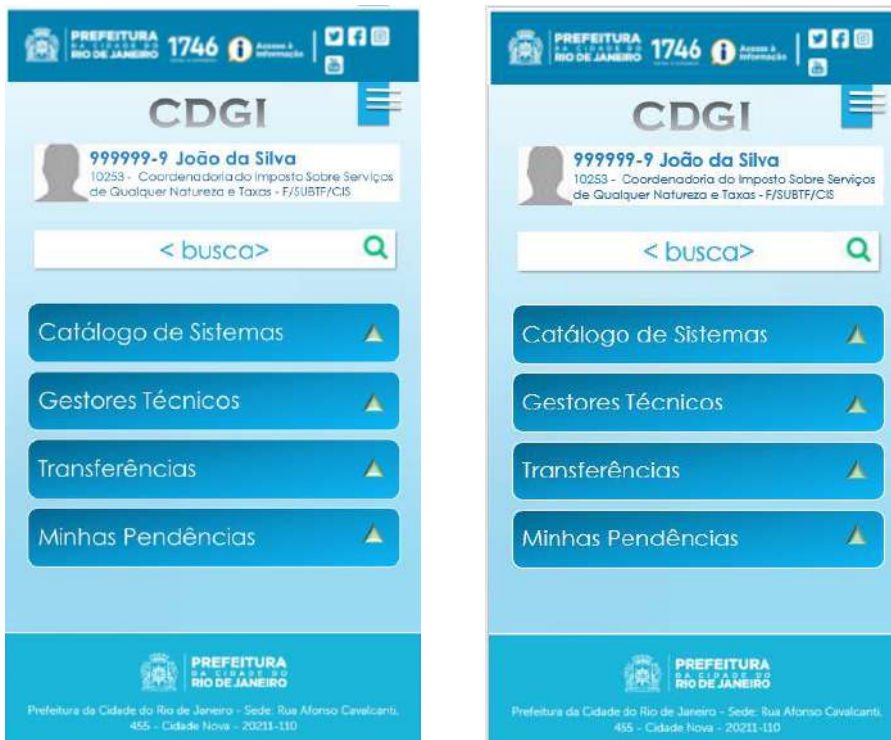 PREFEITURA
DA CIDADE DO
RIO DE JANEIRO
1746
Acesso à
Informação
CDGI
999999-9 João da Silva
10253 - Coordenadoria do Imposto Sobre Serviços
de Qualquer Natureza e Taxas - F/SUBTF/CIS
< busca>
Catálogo de Sistemas
Gestores Técnicos
Transferências
Minhas Pendências
PREFEITURA
DA CIDADE DO
RIO DE JANEIRO
Prefeitura da Cidade do Rio de Janeiro - Sede: Rua Afonso Cavalcanti,
455 - Cidade Nova - 20211-110
PREFEITURA
DA CIDADE DO
RIO DE JANEIRO
1746
Acesso à
Informação
CDGI
999999-9 João da Silva
10253 - Coordenadoria do Imposto Sobre Serviços
de Qualquer Natureza e Taxas - F/SUBTF/CIS
< busca>
Catálogo de Sistemas
Gestores Técnicos
Transferências
Minhas Pendências
PREFEITURA
DA CIDADE DO
RIO DE JANEIRO
Prefeitura da Cidade do Rio de Janeiro - Sede: Rua Afonso Cavalcanti,
455 - Cidade Nova - 20211-110